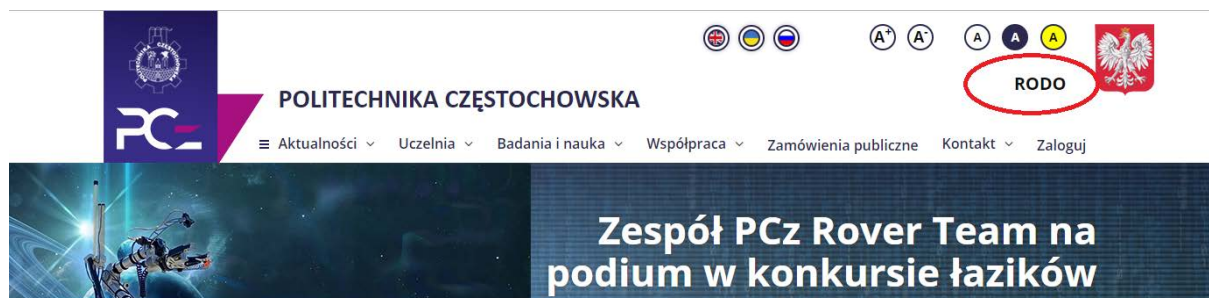 A+ A- A A A
RODO
POLITECHNIKA CZĘSTOCHOWSKA
PCz
Aktualności Uczelnia Badania i nauka Współpraca Zamówienia publiczne Kontakt Zaloguj
Zespół PCz Rover Team na
podium w konkursie łazików